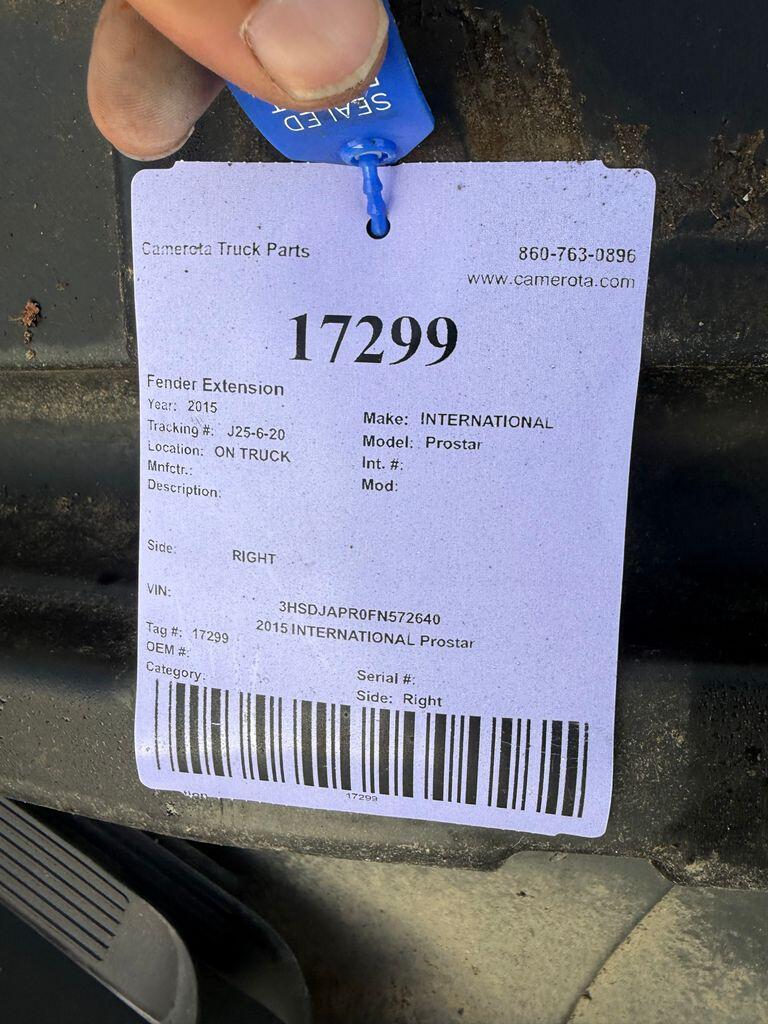 SEALED
Camerota Truck Parts
860-763-0896
www.camerota.com
17299
Fender Extension
Year: 2015
Make: INTERNATIONAL
Tracking #: J25-6-20
Model: Prostar
Location: ON TRUCK
Int. #:
Mnfctr.:
Mod:
Description:
Side: RIGHT
VIN:
3HSDJAPR0FN572640
2015 INTERNATIONAL Prostar
Tag #: 17299
OEM #:
Serial #:
Category:
Side: Right
17299